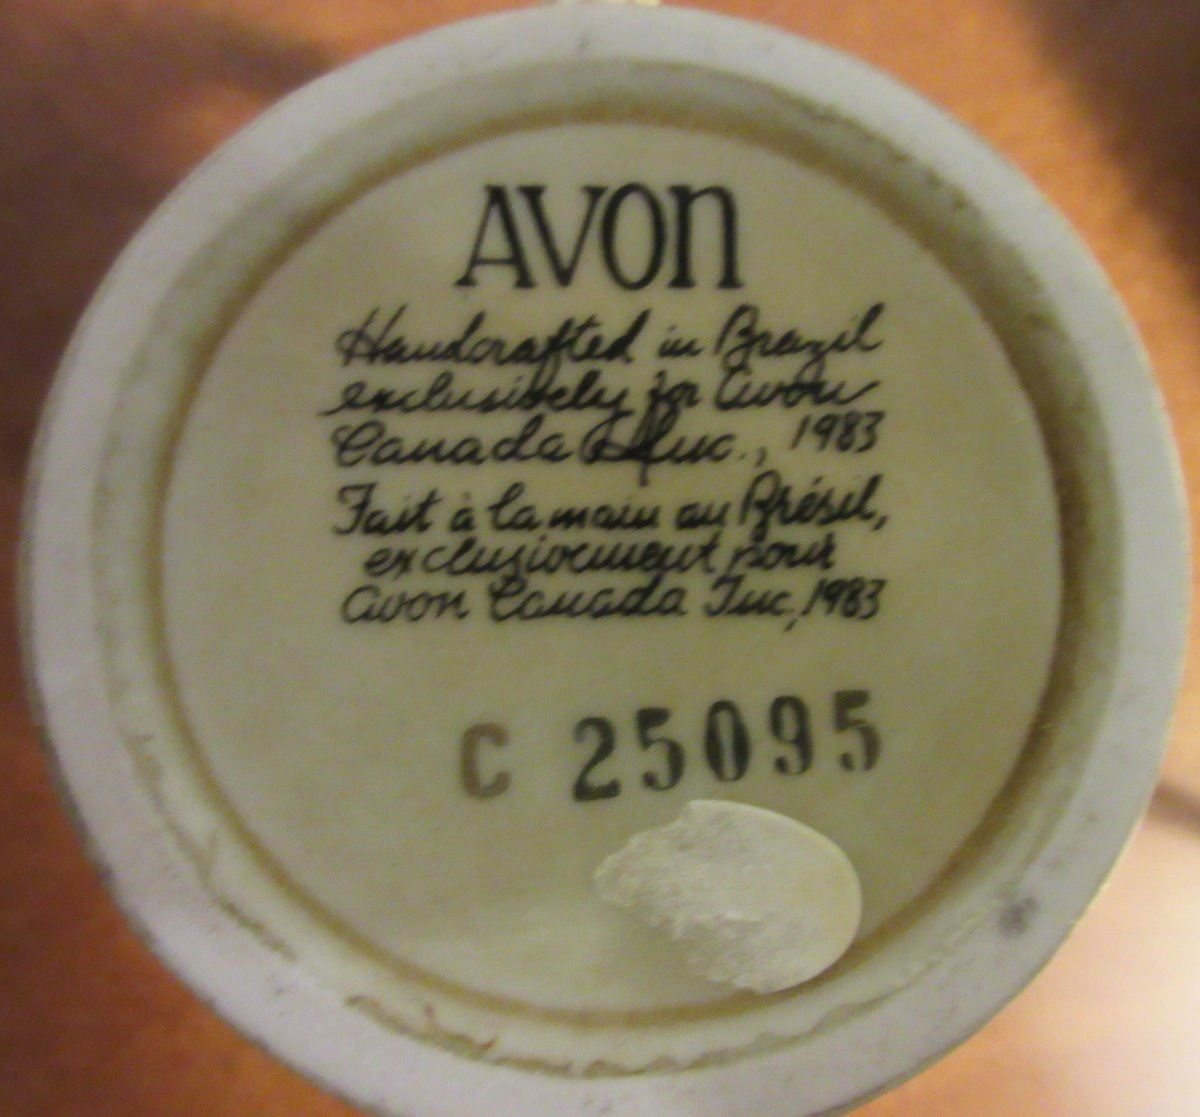 AVON
Handcrafted in Brazil
exclusively for Avon
Canada Inc., 1983
Fait à la main au Brésil,
exclusivement pour
Avon Canada Inc, 1983
C 25095